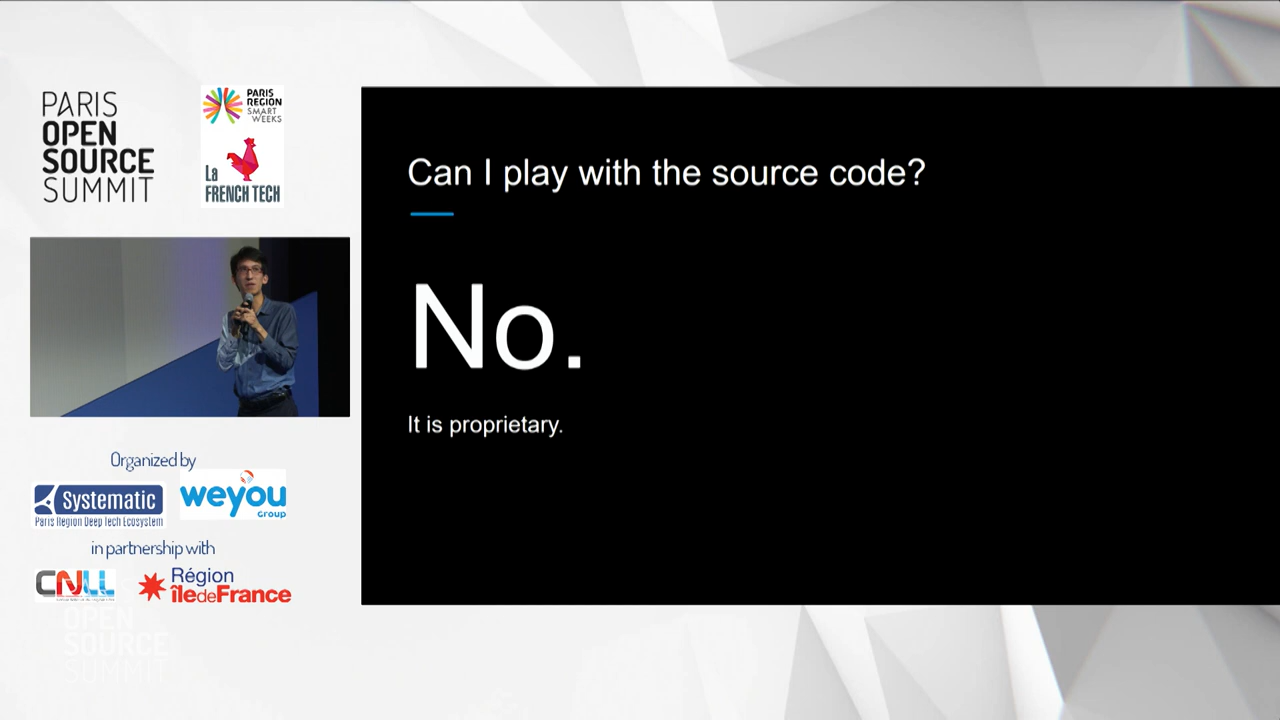 PARIS
OPEN
SOURCE
SUMMIT
PARIS
REGION
SMART
WEEKS
La
FRENCH TECH
Can I play with the source code?
No.
It is proprietary.
Organized by
Systematic
Paris Region Deep Tech Ecosystem
weyou
GROUP
in partnership with
CNLL
Région
îledeFrance
OPEN
SOURCE
SUMMIT